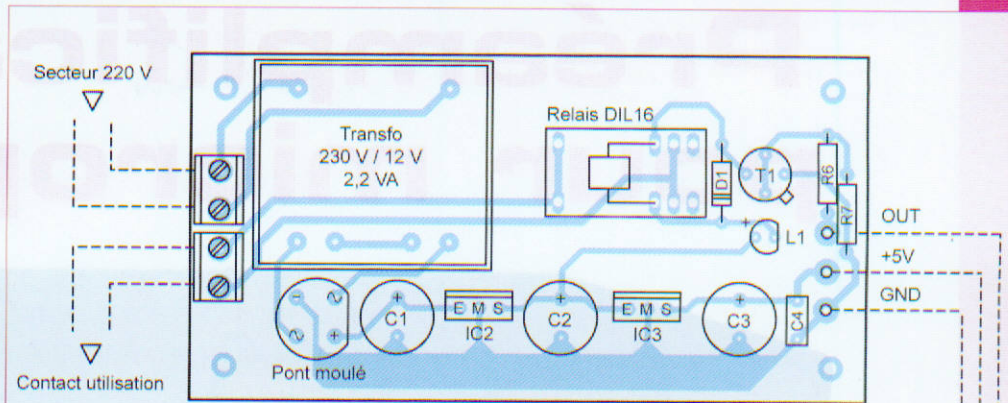 Secteur 220 V
Transfo
230 V / 12 V
2,2 VA
Relais DIL16
D1
T1
R6
R7
OUT
+
L1
+5V
GND
- ~
~ +
+
C1
E M S
IC2
+
C2
E M S
IC3
+
C3
C4
Pont moulé
Contact utilisation